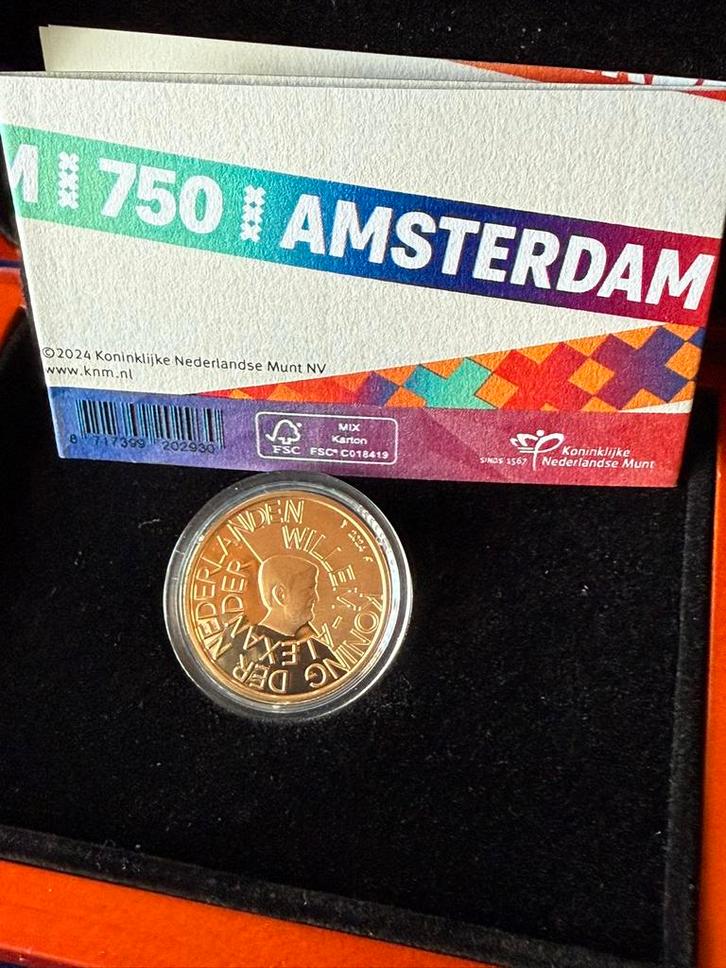 M 750 AMSTERDAM
©2024 Koninklijke Nederlandse Munt NV
www.knm.nl
8 717399 202930
FSC
MIX
Karton
FSC® C018419
SINDS 1567
Koninklijke
Nederlandse Munt
WILLEM-ALEXANDER
KONING DER NEDERLANDEN
2024